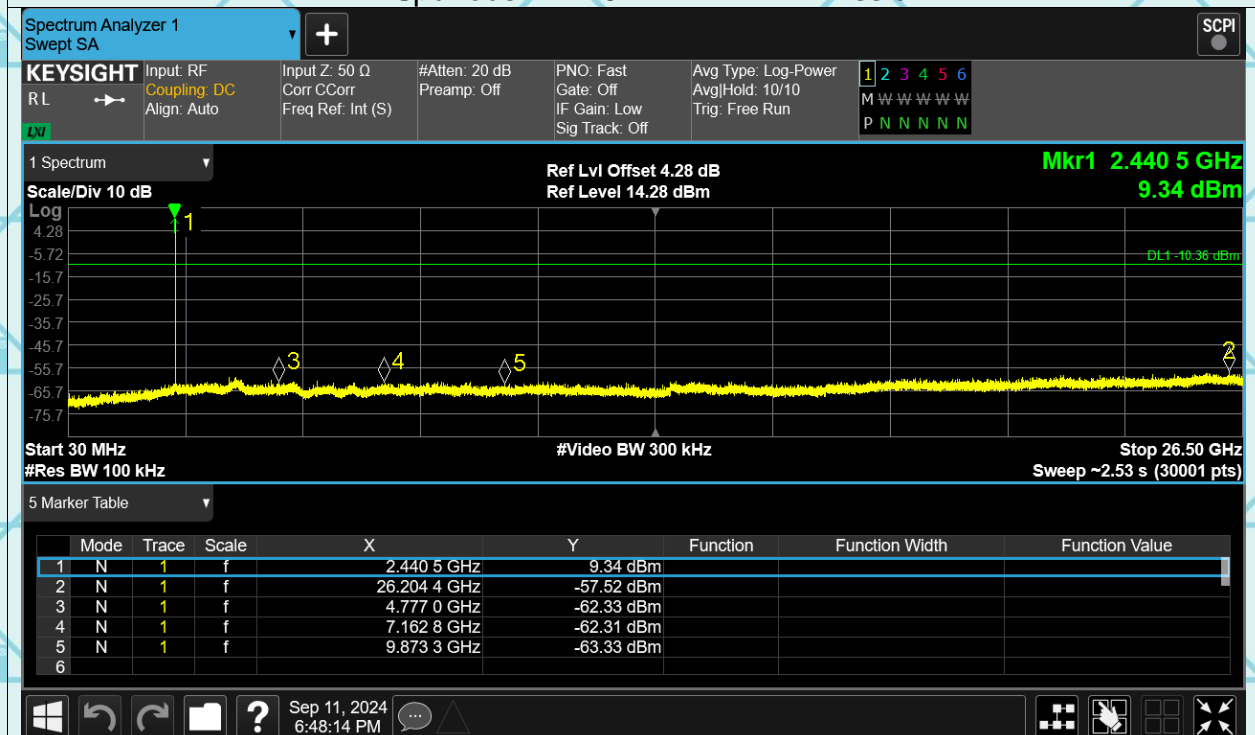 Spectrum Analyzer 1
Swept SA
+
SCPI
KEYSIGHT
RL
LXI
Input: RF
Coupling: DC
Align: Auto
Input Z: 50 Ω
Corr CCorr
Freq Ref: Int (S)
#Atten: 20 dB
Preamp: Off
PNO: Fast
Gate: Off
IF Gain: Low
Sig Track: Off
Avg Type: Log-Power
Avg|Hold: 10/10
Trig: Free Run
1 2 3 4 5 6
M W W W W W W
P N N N N N N
1 Spectrum
Scale/Div 10 dB
Ref Lvl Offset 4.28 dB
Ref Level 14.28 dBm
Mkr1 2.440 5 GHz
9.34 dBm
Log
4.28
-5.72
-15.7
-25.7
-35.7
-45.7
-55.7
-65.7
-75.7
1
DL1 -10.36 dBm
2
3
4
5
Start 30 MHz
#Res BW 100 kHz
#Video BW 300 kHz
Stop 26.50 GHz
Sweep ~2.53 s (30001 pts)
5 Marker Table
Mode Trace Scale X Y Function Function Width Function Value
1 N 1 f 2.440 5 GHz 9.34 dBm
2 N 1 f 26.204 4 GHz -57.52 dBm
3 N 1 f 4.777 0 GHz -62.33 dBm
4 N 1 f 7.162 8 GHz -62.31 dBm
5 N 1 f 9.873 3 GHz -63.33 dBm
6
?
Sep 11, 2024
6:48:14 PM